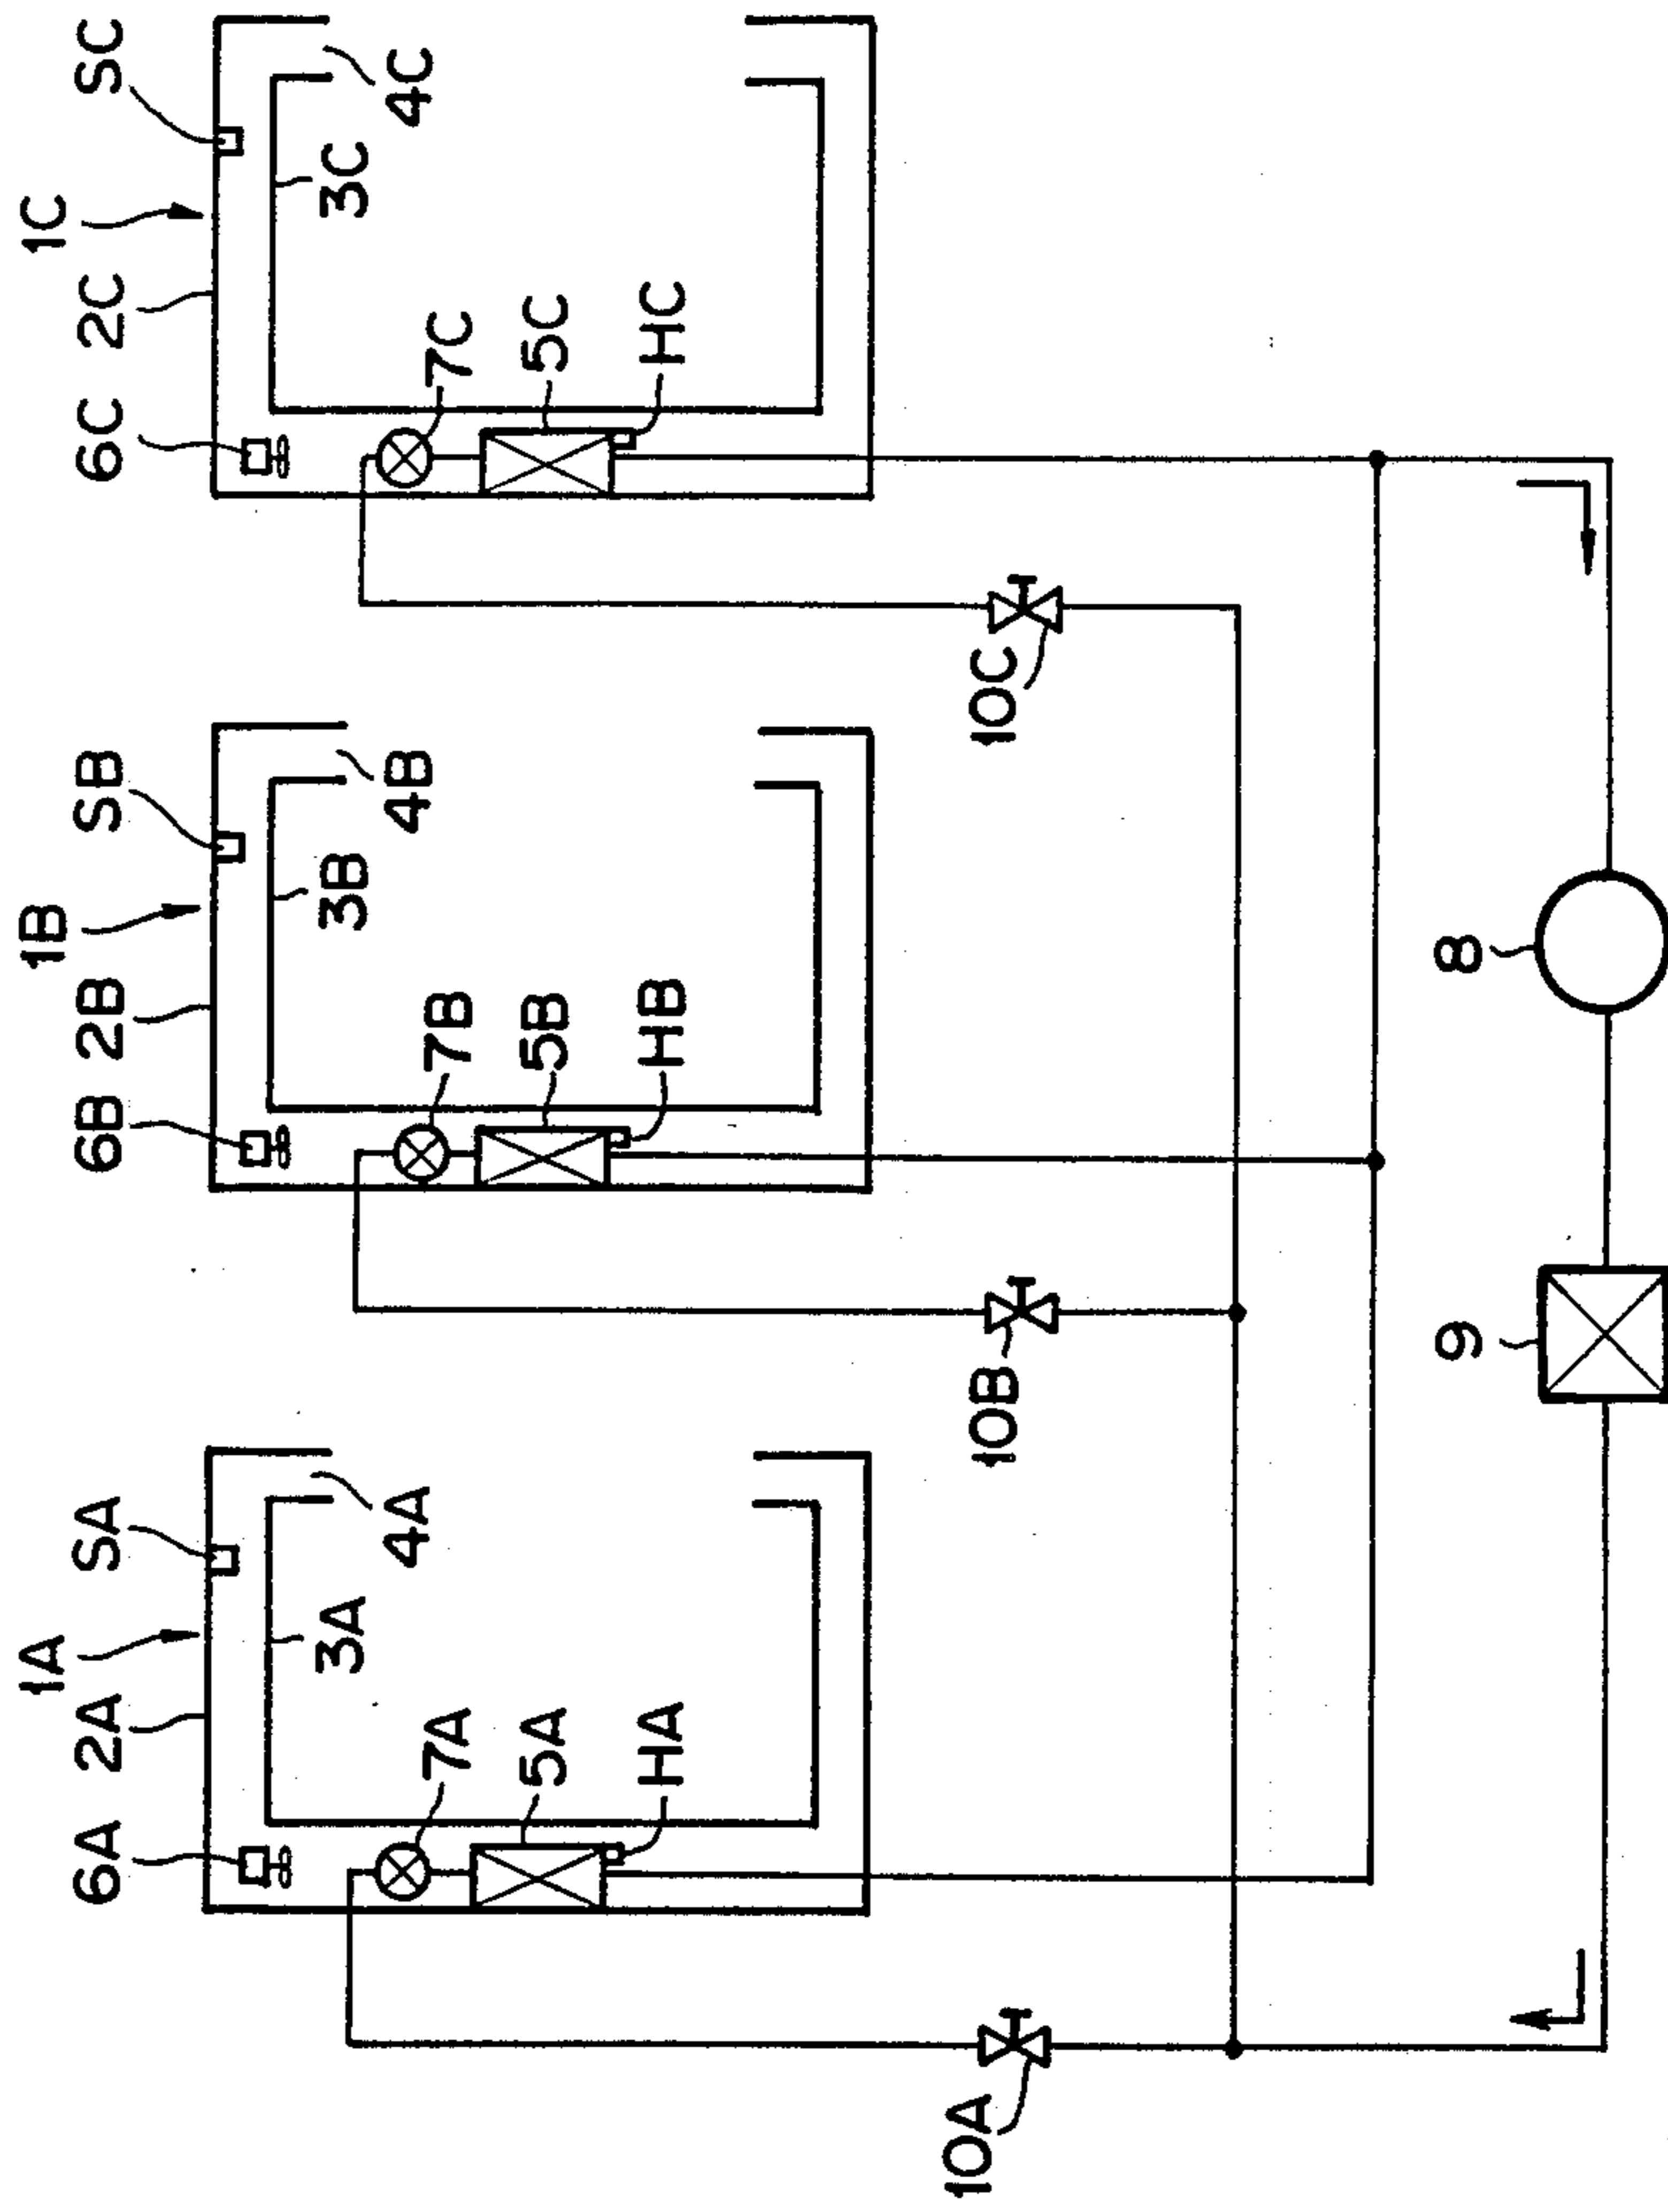 1A 1B 1C
6A 2A SA 6B 2B SB 6C 2C SC
3A 3B 3C
4A 4B 4C
7A 7B 7C
5A 5B 5C
HA HB HC
10A 10B 10C
9 8